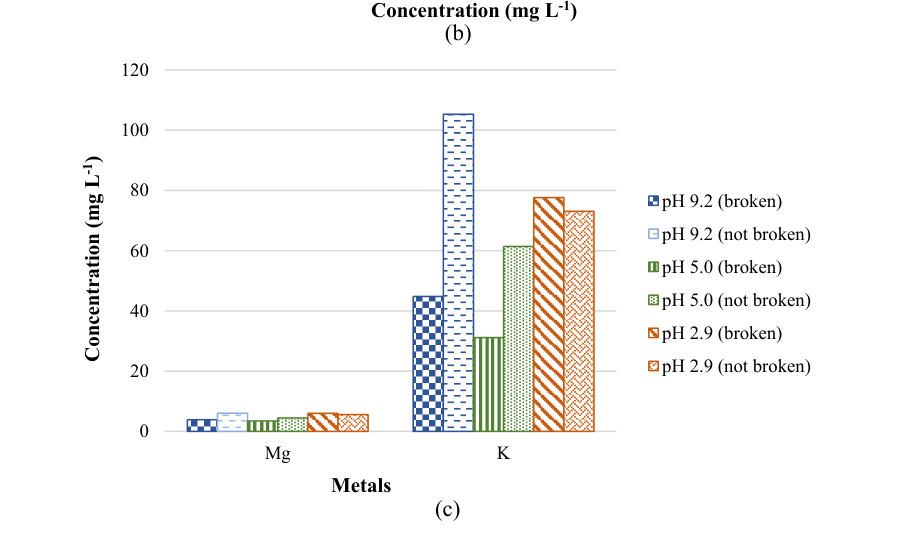 Concentration (mg L-1)
(b)
120
100
80
60
40
20
0
Concentration (mg L-1)
Mg
K
Metals
pH 9.2 (broken)
pH 9.2 (not broken)
pH 5.0 (broken)
pH 5.0 (not broken)
pH 2.9 (broken)
pH 2.9 (not broken)
(c)